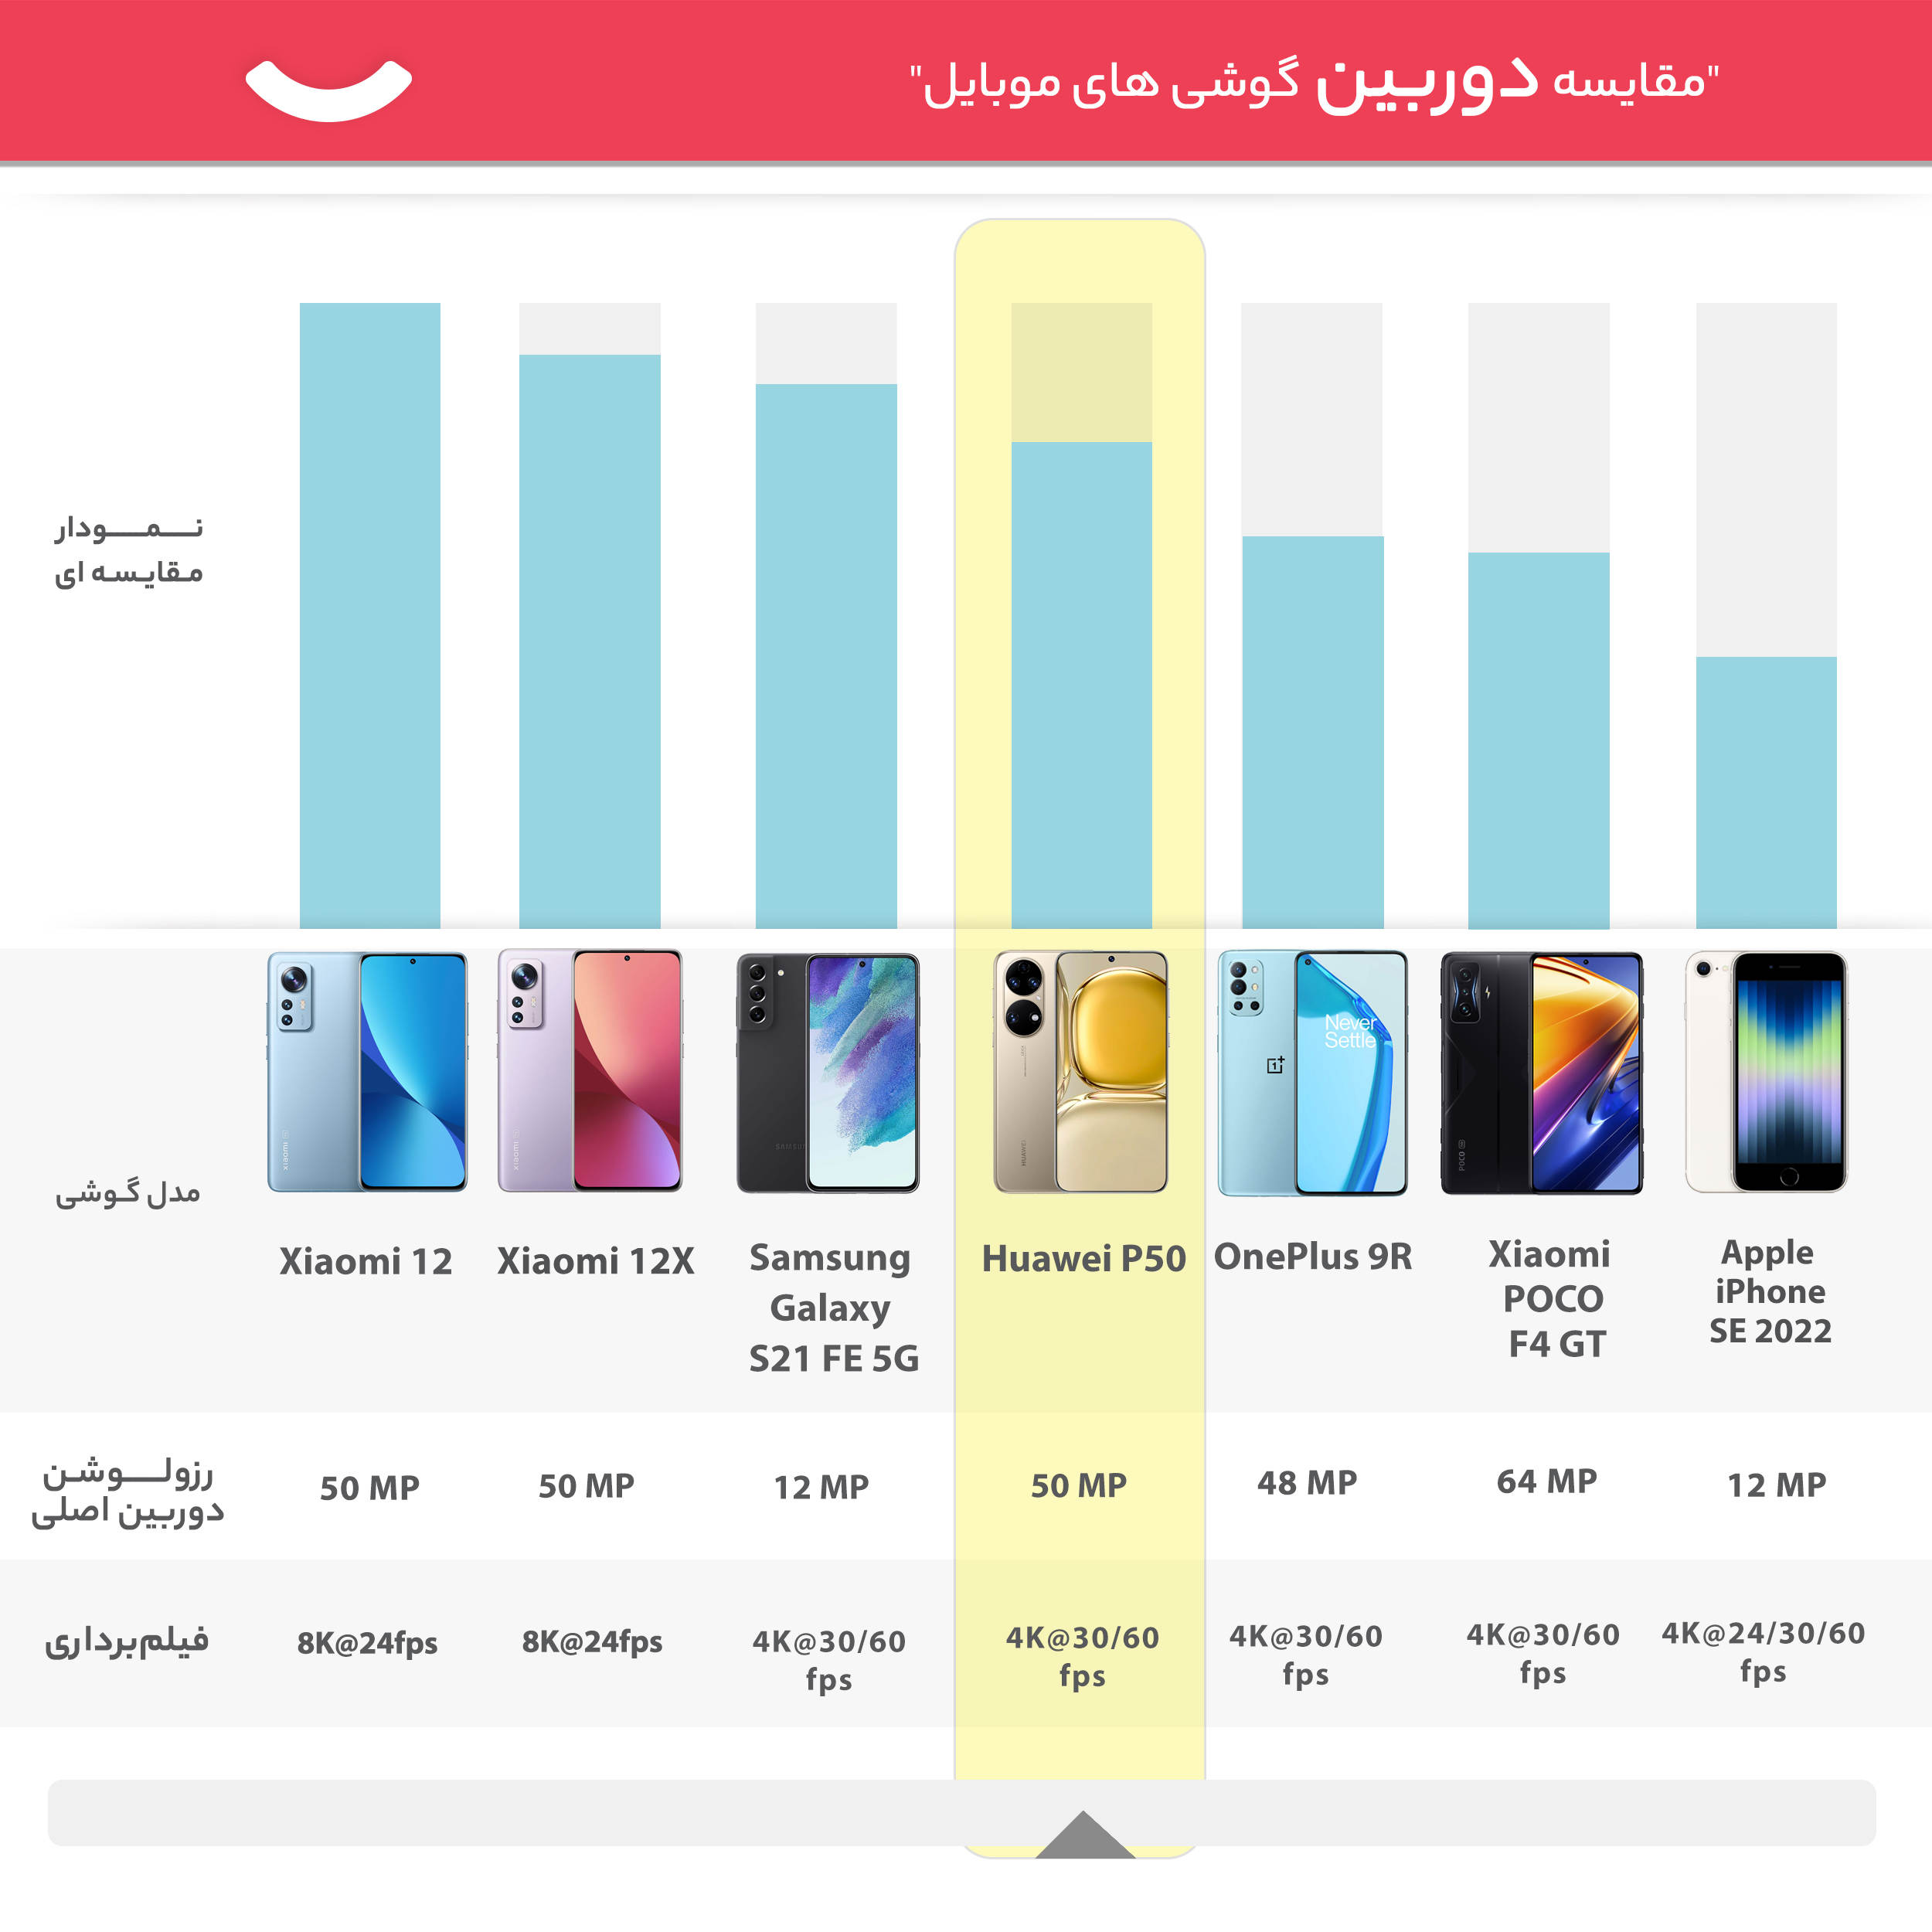 "مقایسه دوربین گوشی های موبایل"
نمودار
مقایسه ای
Never
Settle
مدل گوشی
Xiaomi 12
Xiaomi 12X
Samsung
Galaxy
S21 FE 5G
Huawei P50
OnePlus 9R
Xiaomi
POCO
F4 GT
Apple
iPhone
SE 2022
رزولوشن
دوربین اصلی
50 MP
50 MP
12 MP
50 MP
48 MP
64 MP
12 MP
فیلم‌برداری
8K@24fps
8K@24fps
4K@30/60
fps
4K@30/60
fps
4K@30/60
fps
4K@30/60
fps
4K@24/30/60
fps